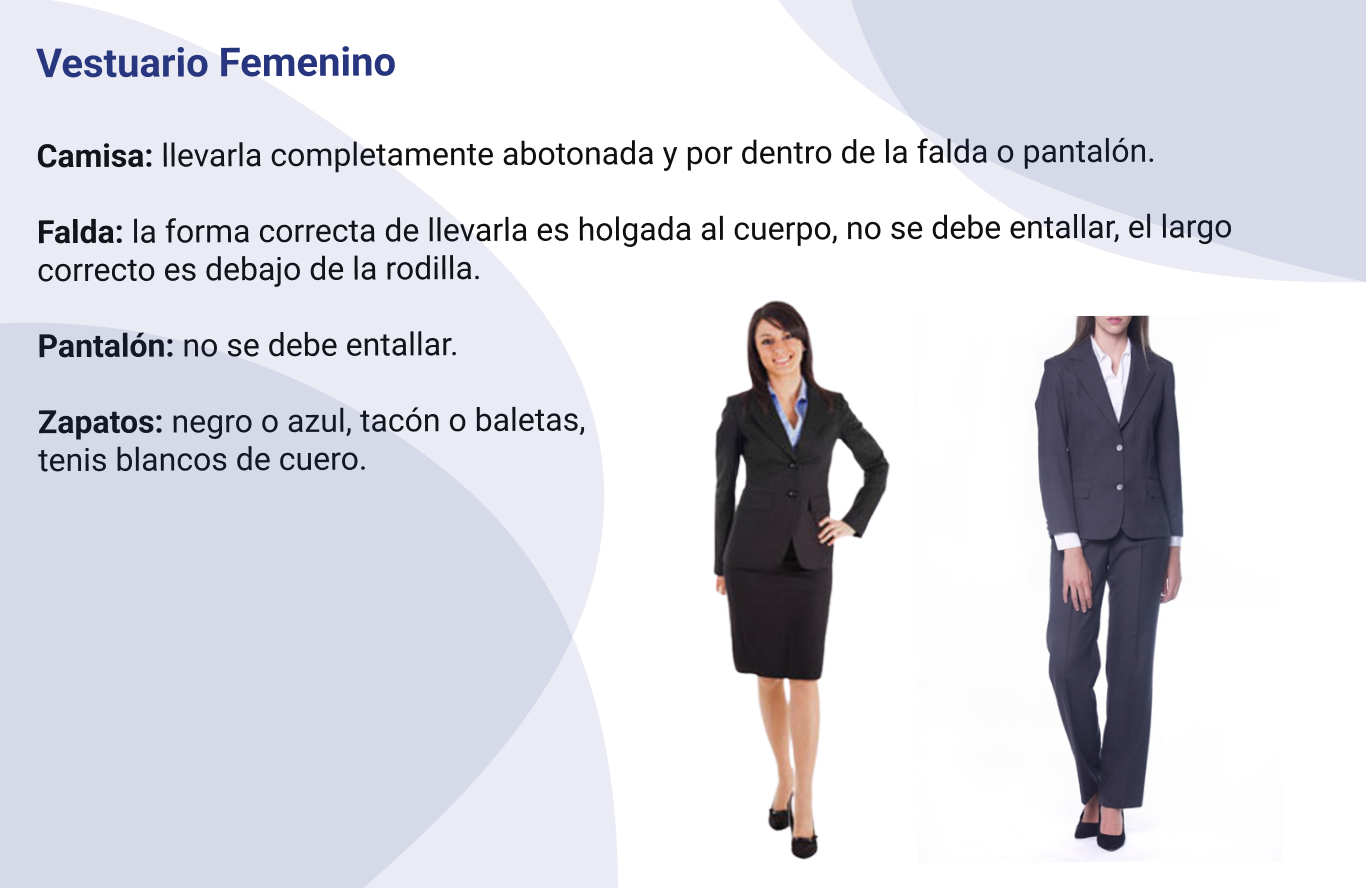 Vestuario Femenino
Camisa: llevarla completamente abotonada y por dentro de la falda o pantalón.
Falda: la forma correcta de llevarla es holgada al cuerpo, no se debe entallar, el largo
correcto es debajo de la rodilla.
Pantalón: no se debe entallar.
Zapatos: negro o azul, tacón o baletas,
tenis blancos de cuero.